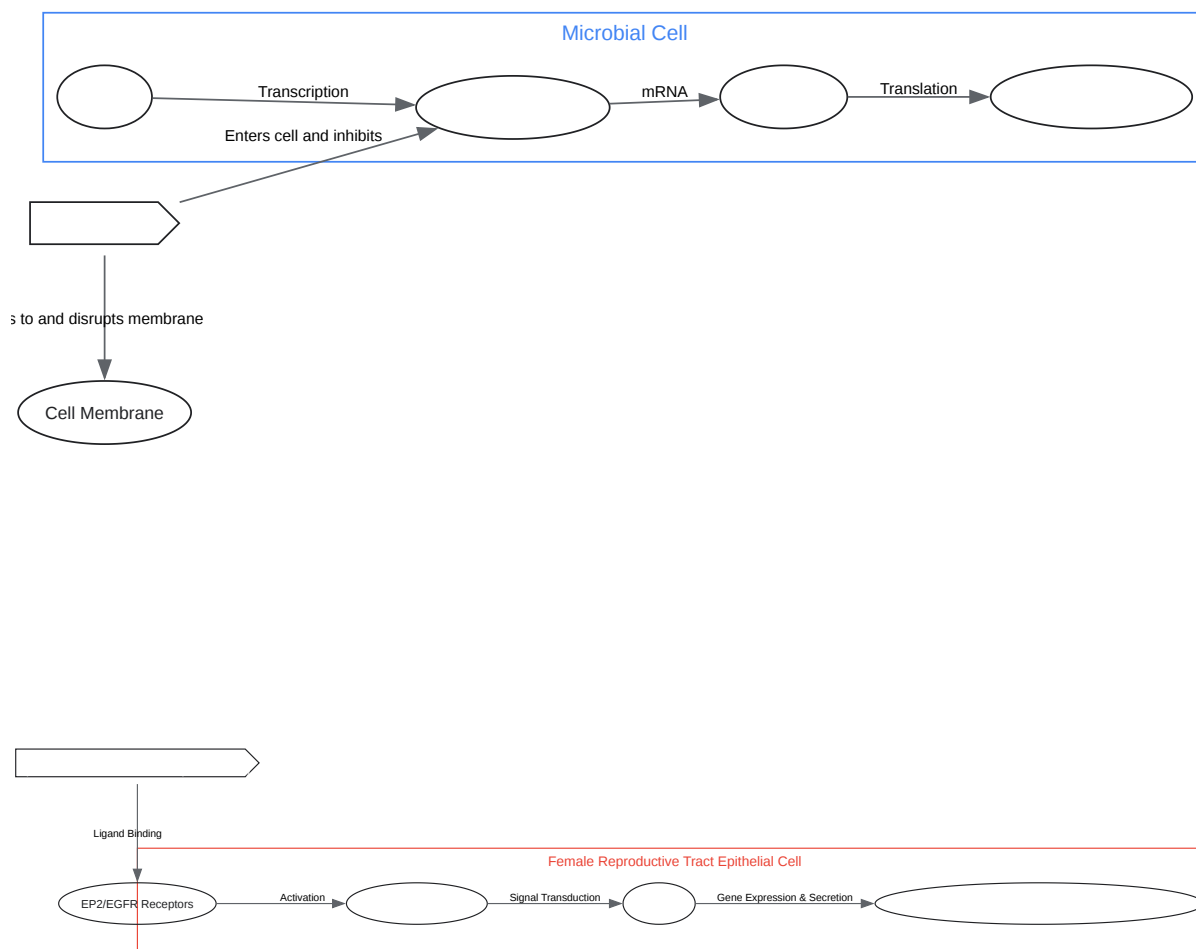 Microbial Cell
Transcription
mRNA
Translation
Enters cell and inhibits
s to and disrupts membrane
Cell Membrane
Ligand Binding
Female Reproductive Tract Epithelial Cell
EP2/EGFR Receptors
Activation
Signal Transduction
Gene Expression & Secretion